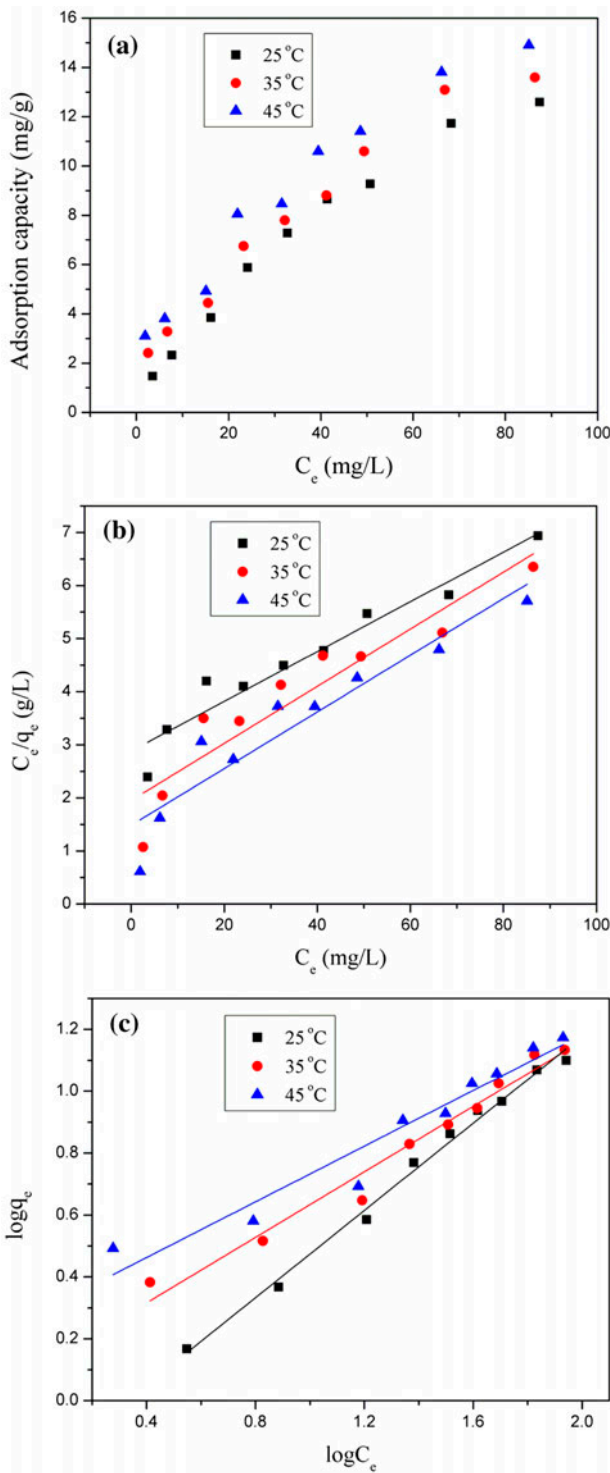 (a)
25°C
35°C
45°C
16
14
12
10
8
6
4
2
0
Adsorption capacity (mg/g)
0 20 40 60 80 100
Ce (mg/L)
(b)
25°C
35°C
45°C
7
6
5
4
3
2
1
0
Ce/qe (g/L)
0 20 40 60 80 100
Ce (mg/L)
(c)
25°C
35°C
45°C
1.2
1.0
0.8
0.6
0.4
0.2
0.0
logqe
0.4 0.8 1.2 1.6 2.0
logCe